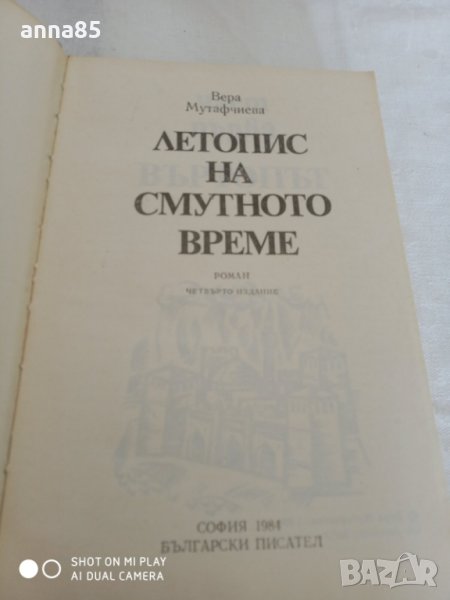 anna85
Вера
Мутафчиева
ЛЕТОПИС
НА
СМУТНОТО
ВРЕМЕ
РОМАН
ЧЕТВЪРТО ИЗДАНИЕ
СОФИЯ 1984
БЪЛГАРСКИ ПИСАТЕЛ
SHOT ON MI PLAY
AI DUAL CAMERA
BAZAR